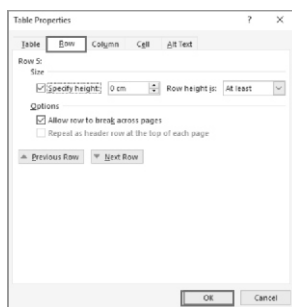 Table Properties ? ×
Table Row Column Cell Alt Text
Row 5:
Size
Specify height: 0 cm Row height is: At least
Options
Allow row to break across pages
Repeat as header row at the top of each page
Previous Row Next Row
OK Cancel